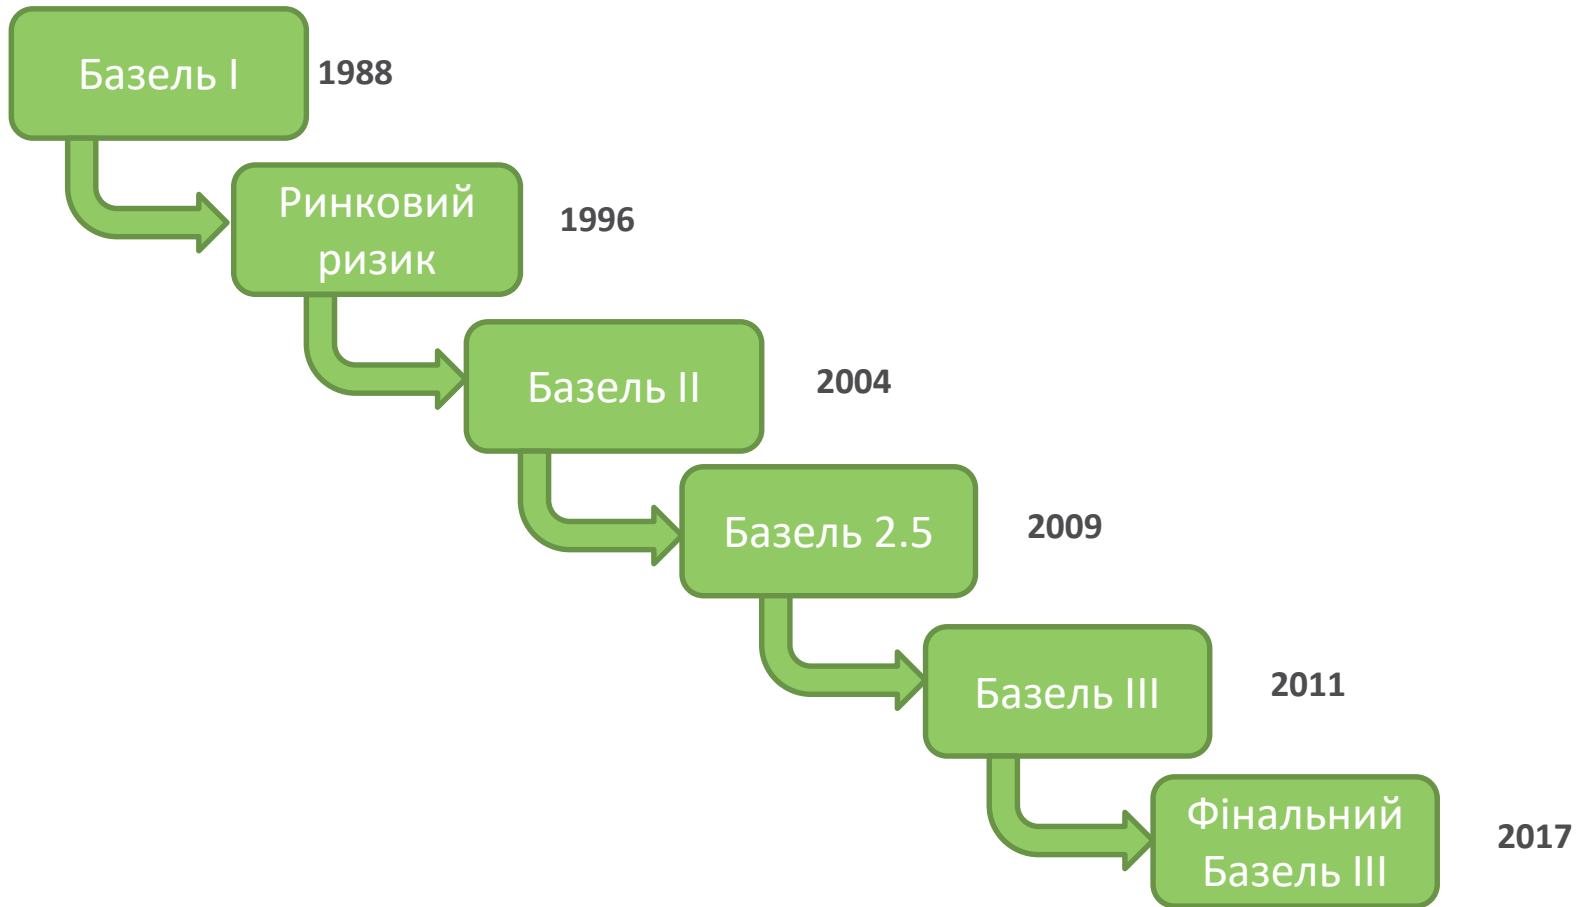 Базель I
1988
Ринковий
ризик
1996
Базель II
2004
Базель 2.5
2009
Базель III
2011
Фінальний
Базель III
2017